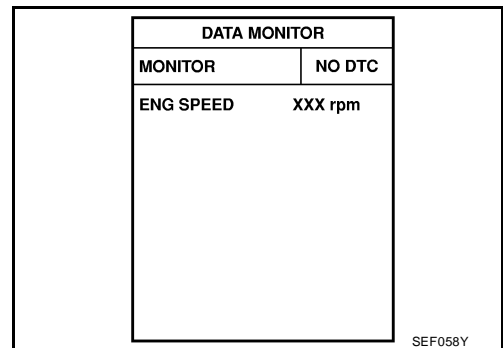 DATA MONITOR
MONITOR NO DTC
ENG SPEED XXX rpm
SEF058Y